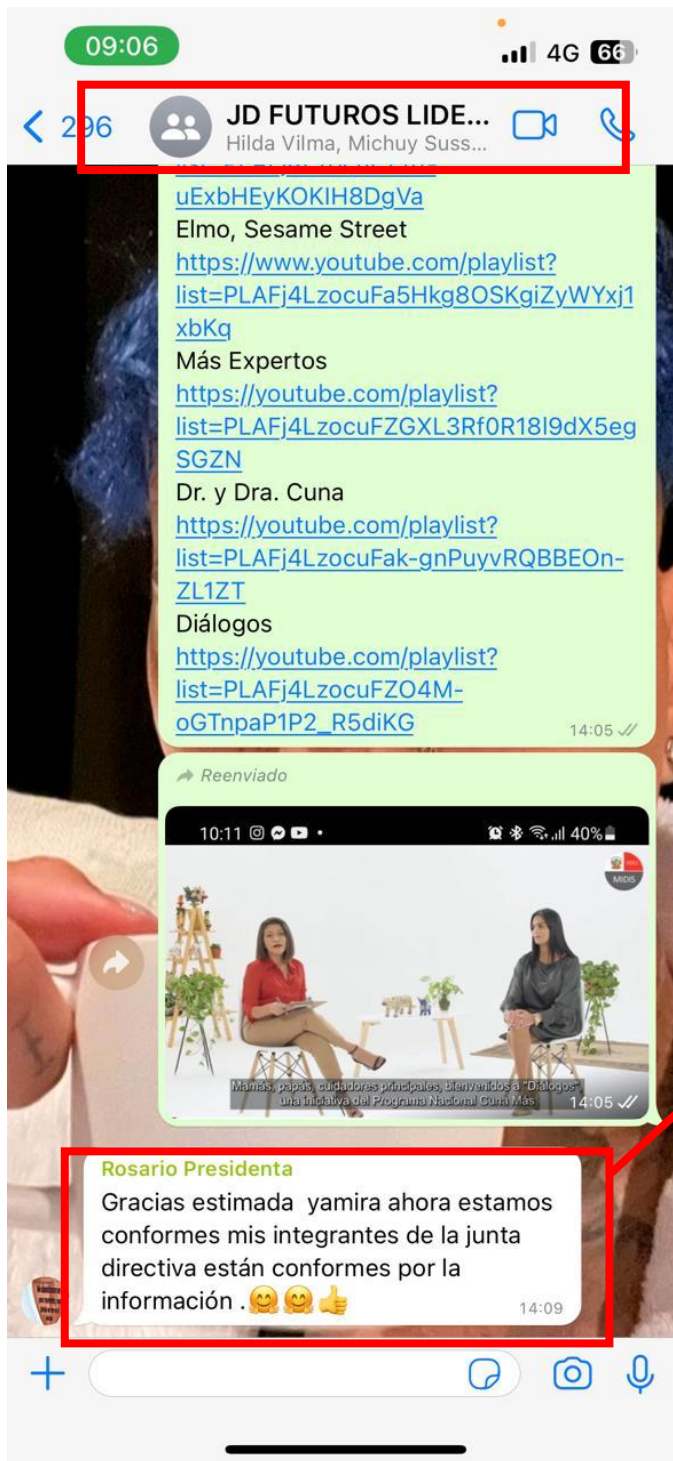 09:06
4G 66
296
JD FUTUROS LIDE...
Hilda Vilma, Michuy Suss...
uExbHEyKOKIH8DgVa
Elmo, Sesame Street
https://www.youtube.com/playlist?
list=PLAFj4LzocuFa5Hkg8OSKgiZyWYxj1
xbKq
Más Expertos
https://youtube.com/playlist?
list=PLAFj4LzocuFZGXL3Rf0R18I9dX5eg
SGZN
Dr. y Dra. Cuna
https://youtube.com/playlist?
list=PLAFj4LzocuFak-gnPuyvRQBBEOn-
ZL1ZT
Diálogos
https://youtube.com/playlist?
list=PLAFj4LzocuFZO4M-
oGTnpaP1P2_R5diKG
14:05
Reenviado
10:11
40%
PERÚ
MIDIS
Mamás, papás, cuidadores principales, bienvenidos a "Diálogos",
una iniciativa del Programa Nacional Cuna Más
14:05
Rosario Presidenta
Gracias estimada yamira ahora estamos
conformes mis integrantes de la junta
directiva están conformes por la
información .🤗🤗👍
14:09